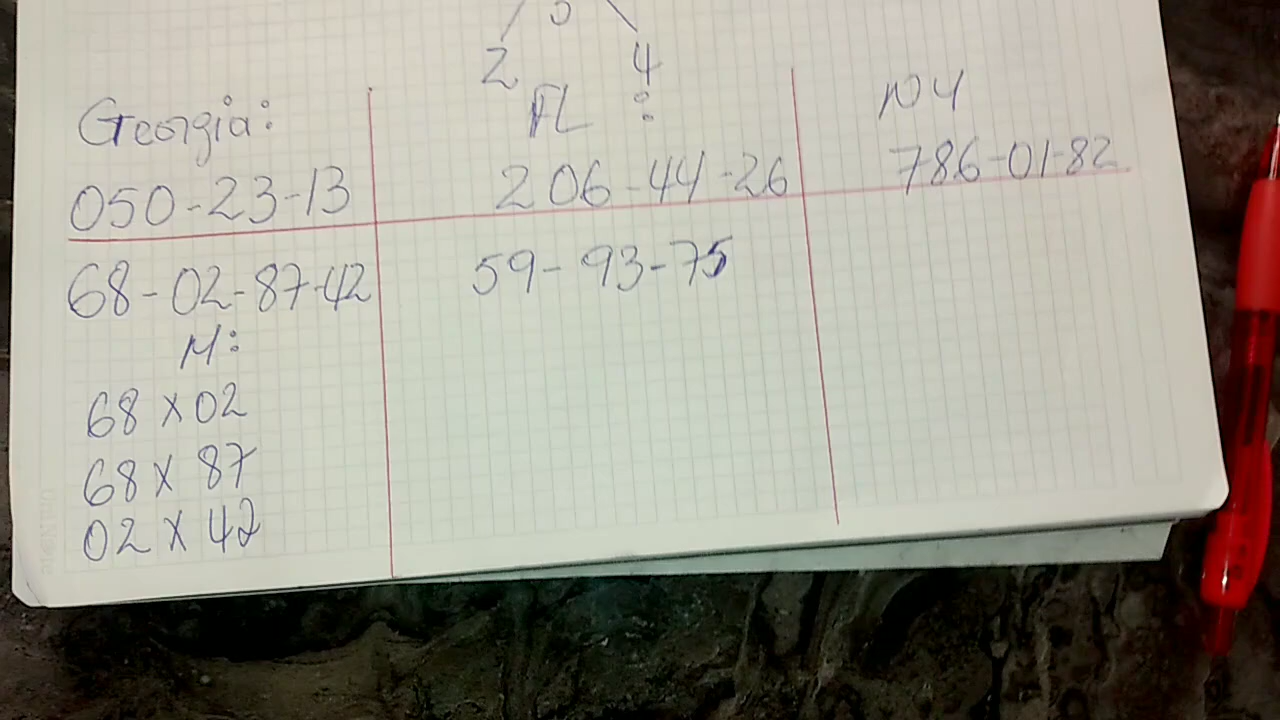 5
2 4
Georgia: FL : NY
050-23-13 206-44-26 786-01-82
68-02-87-42 59-93-75
M:
68 x 02
68 x 87
02 x 42